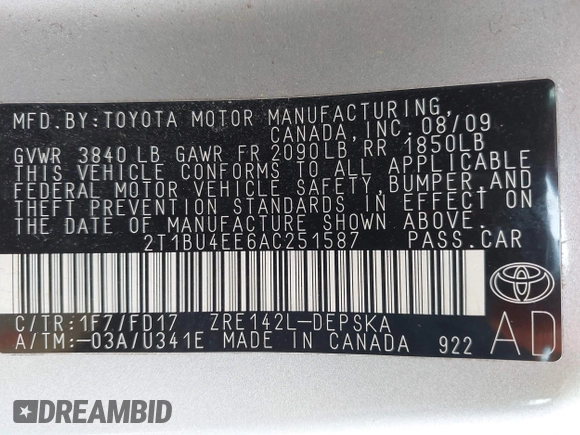 MFD. BY: TOYOTA MOTOR MANUFACTURING,
CANADA, INC. 08/09
GVWR 3840 LB GAWR FR 2090LB, RR 1850LB
THIS VEHICLE CONFORMS TO ALL APPLICABLE
FEDERAL MOTOR VEHICLE SAFETY, BUMPER, AND
THEFT PREVENTION STANDARDS IN EFFECT ON
THE DATE OF MANUFACTURE SHOWN ABOVE.
2T1BU4EE6AC251587 PASS. CAR
C/TR: 1F7/FD17 ZRE142L-DEPSKA
A/TM: -03A/U341E MADE IN CANADA 922
AD
DREAMBID